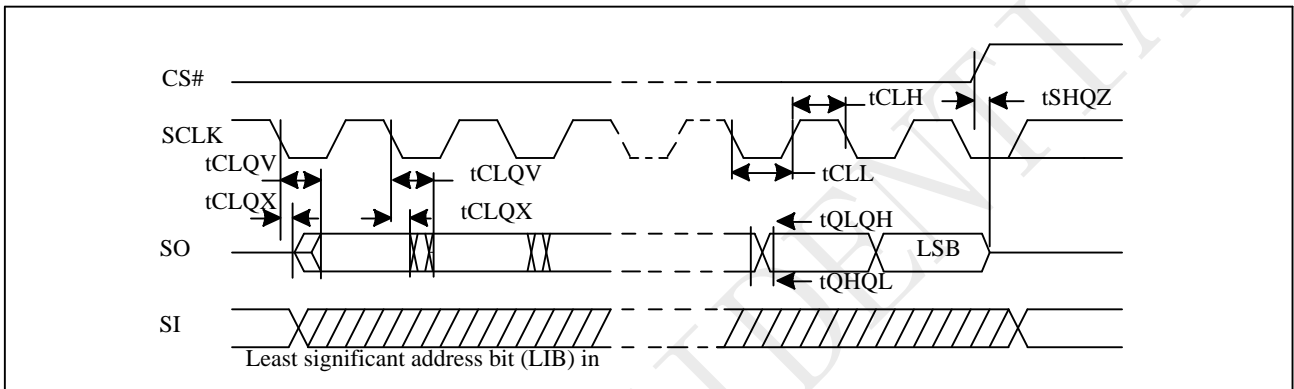 CS#
tCLH
tSHQZ
SCLK
tCLQV
tCLQV
tCLL
tCLQX
tCLQX
tQLQH
SO
LSB
tQHQL
SI
Least significant address bit (LIB) in
IDENTIA